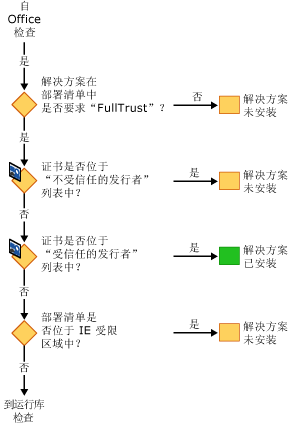 自
Office
检查
是
解决方案在
部署清单中
是否要求“FullTrust”？
否
解决方案
未安装
是
证书是否位于
“不受信任的发行者”
列表中？
是
解决方案
未安装
否
证书是否位于
“受信任的发行者”
列表中？
是
解决方案
已安装
否
部署清单是
否位于 IE 受限
区域中？
是
解决方案
未安装
否
到运行库
检查